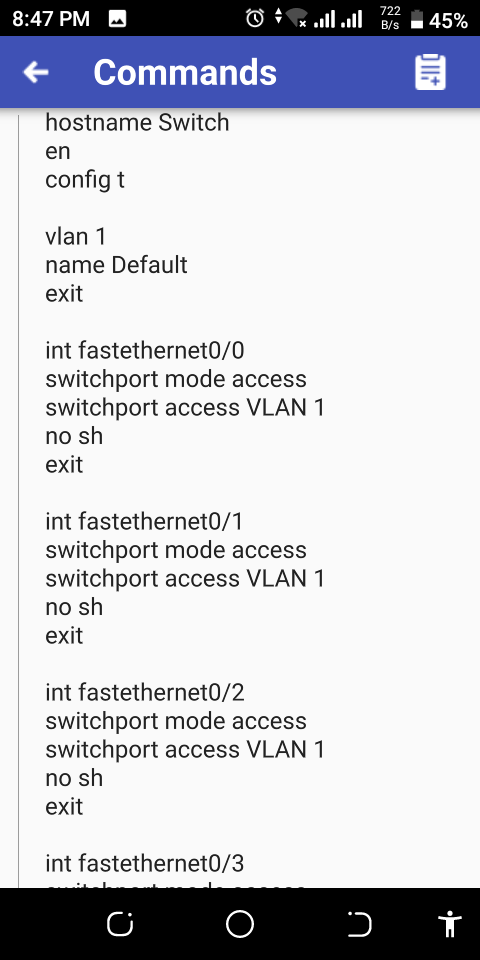 8:47 PM
722 B/s
45%
Commands
hostname Switch
en
config t
vlan 1
name Default
exit
int fastethernet0/0
switchport mode access
switchport access VLAN 1
no sh
exit
int fastethernet0/1
switchport mode access
switchport access VLAN 1
no sh
exit
int fastethernet0/2
switchport mode access
switchport access VLAN 1
no sh
exit
int fastethernet0/3
switchport mode access